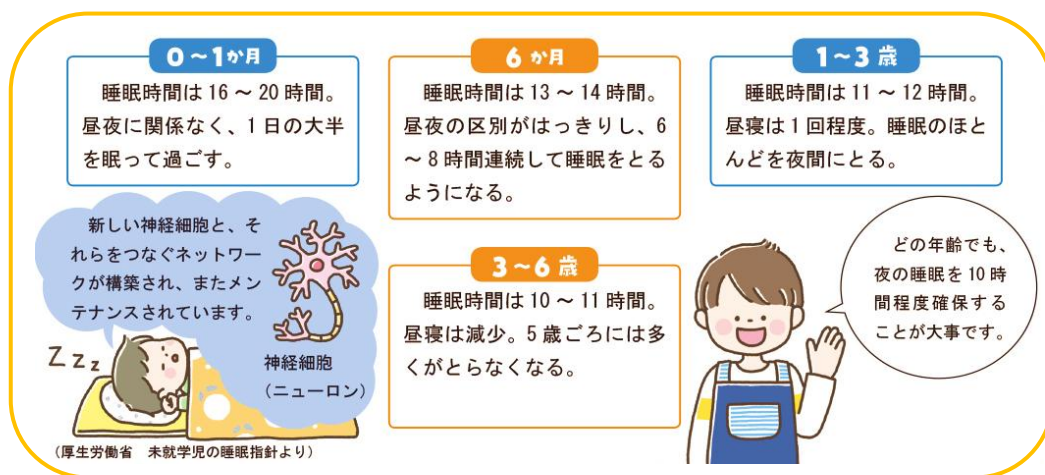 0～1か月
睡眠時間は16～20時間。
昼夜に関係なく、1日の大半
を眠って過ごす。
6か月
睡眠時間は13～14時間。
昼夜の区別がはっきりし、6
～8時間連続して睡眠をとる
ようになる。
1～3歳
睡眠時間は11～12時間。
昼寝は1回程度。睡眠のほと
んどを夜間にとる。
新しい神経細胞と、そ
れらをつなぐネットワー
クが構築され、またメン
テナンスされています。
神経細胞
（ニューロン）
Zzzz
3～6歳
睡眠時間は10～11時間。
昼寝は減少。5歳ごろには多
くがとらなくなる。
どの年齢でも、
夜の睡眠を10時
間程度確保する
ことが大事です。
（厚生労働省　未就学児の睡眠指針より）